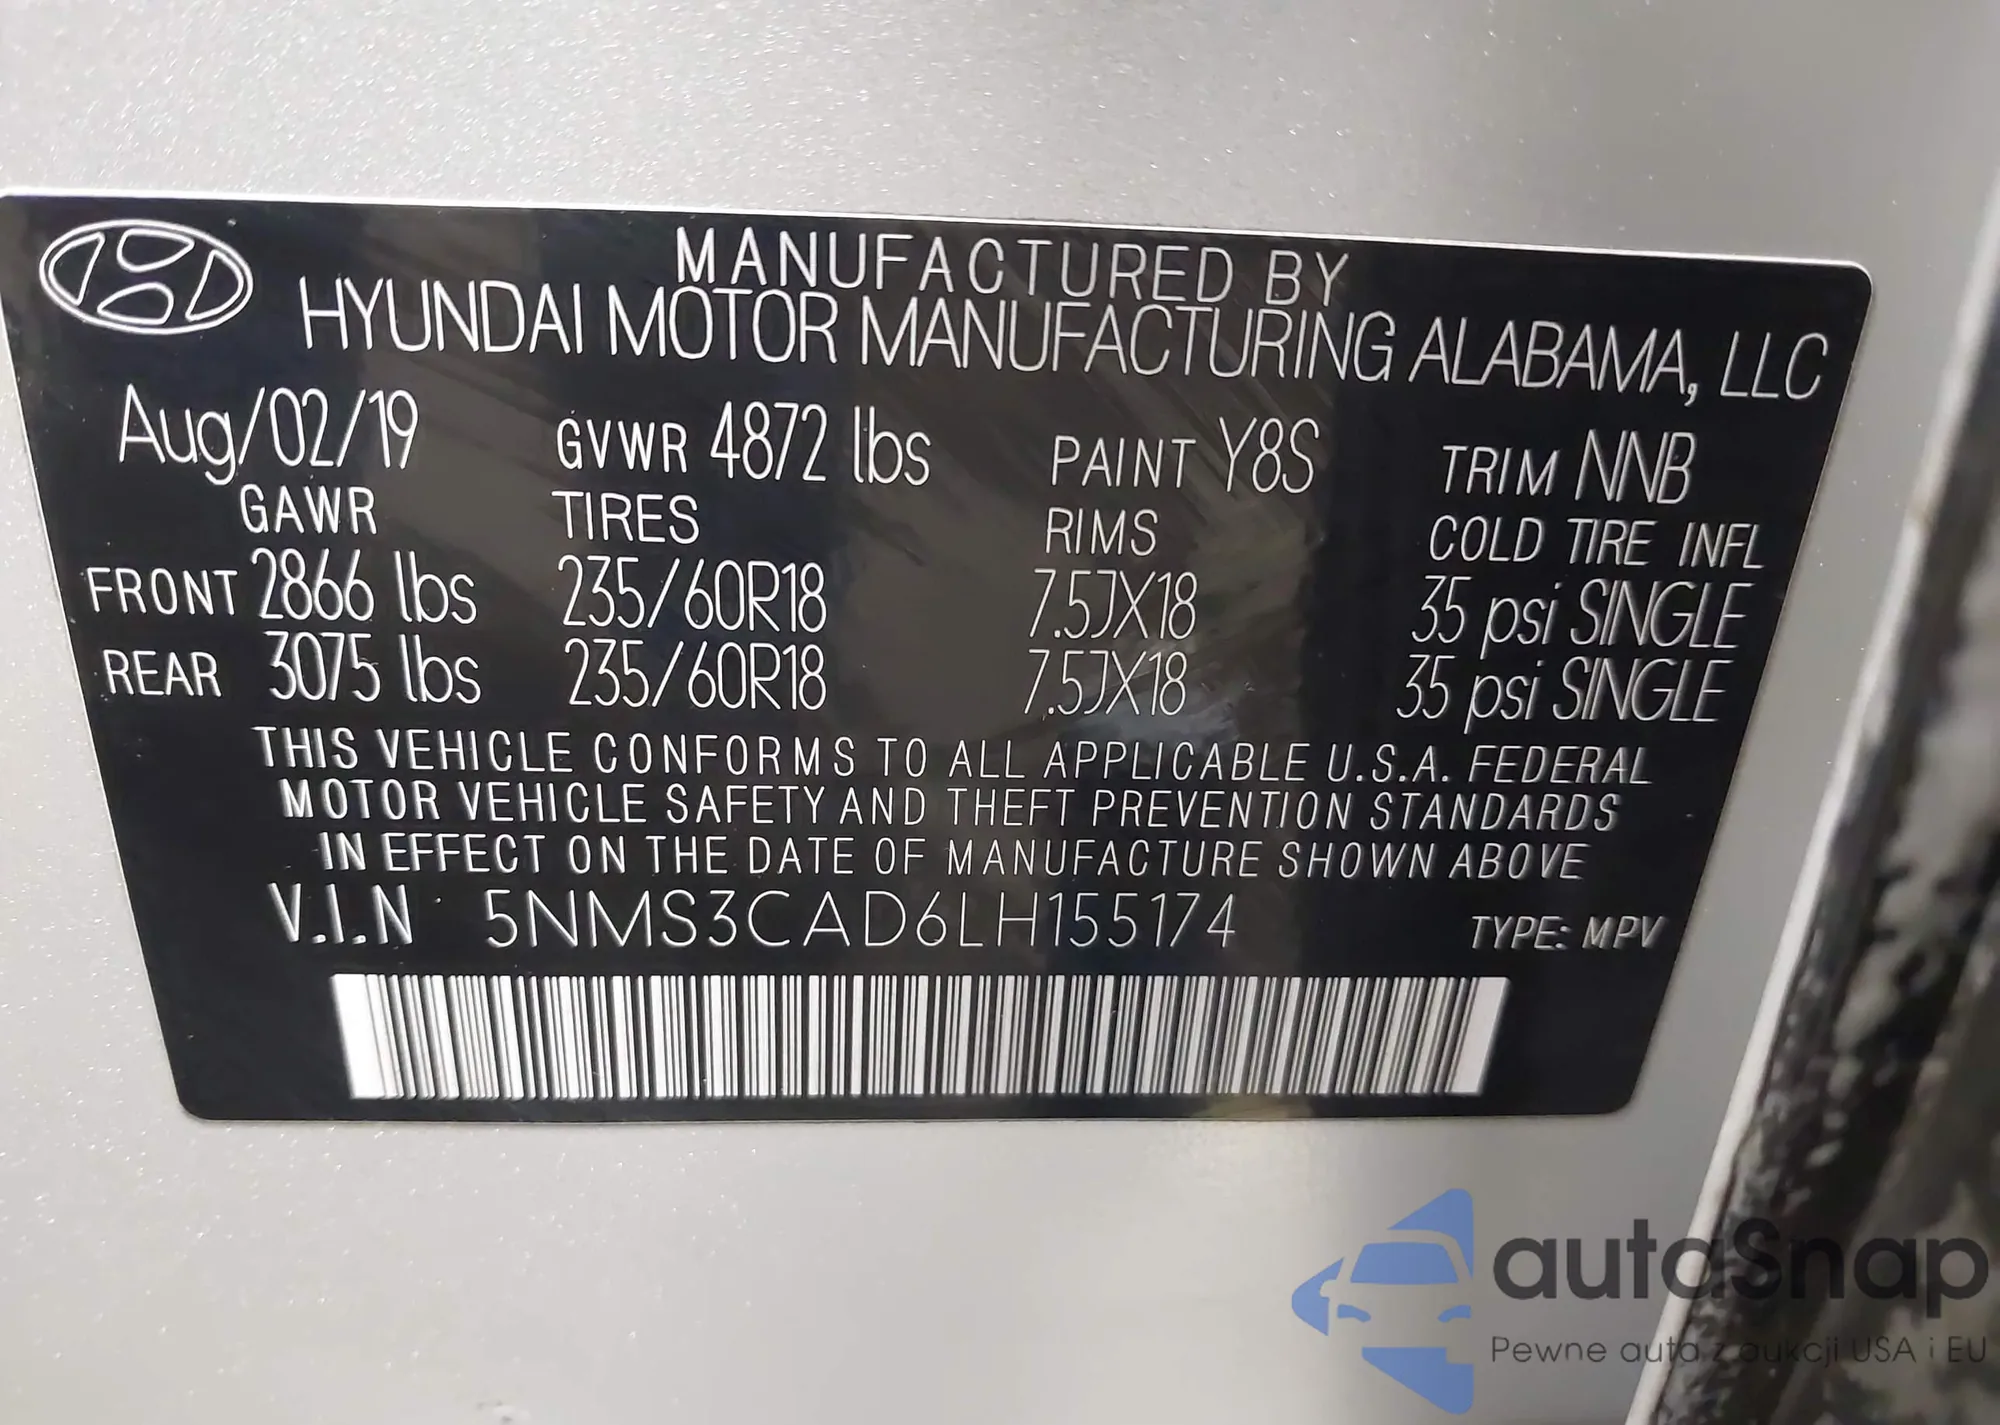 MANUFACTURED BY
HYUNDAI MOTOR MANUFACTURING ALABAMA, LLC
Aug/02/19 GVWR 4872 lbs PAINT Y8S TRIM NNB
GAWR TIRES RIMS COLD TIRE INFL
FRONT 2866 lbs 235/60R18 7.5JX18 35 psi SINGLE
REAR 3075 lbs 235/60R18 7.5JX18 35 psi SINGLE
THIS VEHICLE CONFORMS TO ALL APPLICABLE U.S.A. FEDERAL
MOTOR VEHICLE SAFETY AND THEFT PREVENTION STANDARDS
IN EFFECT ON THE DATE OF MANUFACTURE SHOWN ABOVE
V.I.N 5NMS3CAD6LH155174 TYPE: MPV
autoSnap
Pewne auta z aukcji USA i EU